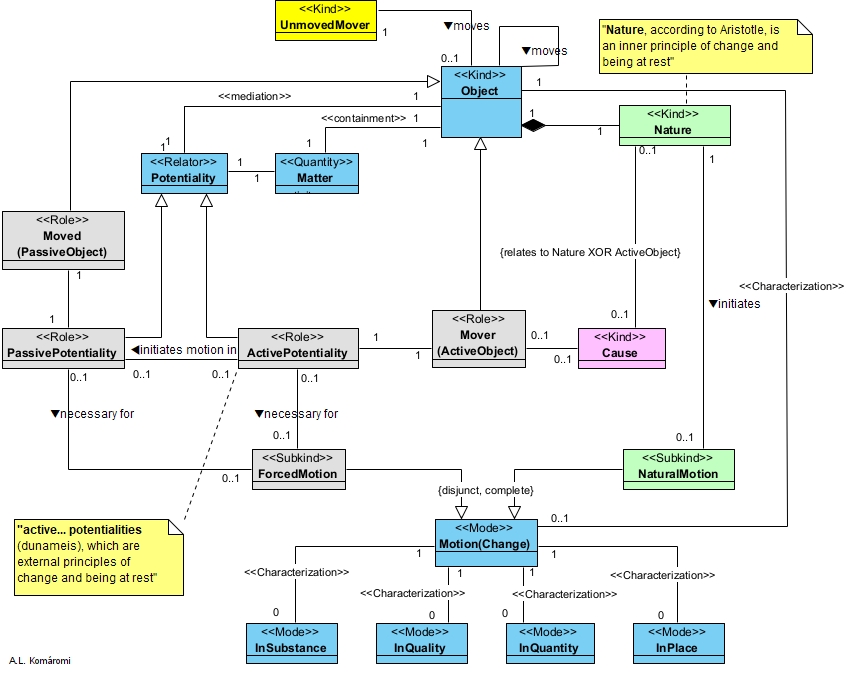 <<Kind>>
UnmovedMover
1
▼moves
▼moves
0..1
"Nature, according to Aristotle, is
an inner principle of change and
being at rest"
<<Kind>>
Object
1
<<mediation>>
1
<<containment>>
1
1
1
1
<<Kind>>
Nature
0..1
1
1
1
1
<<Relator>>
Potentiality
1
1
<<Quantity>>
Matter
<<Role>>
Moved
(PassiveObject)
1
{relates to Nature XOR ActiveObject}
<<Characterization>>
▼initiates
1
<<Role>>
PassivePotentiality
◀initiates motion in
0..1
0..1
0..1
<<Role>>
ActivePotentiality
1
1
0..1
<<Role>>
Mover
(ActiveObject)
0..1
0..1
0..1
<<Kind>>
Cause
▼necessary for
▼necessary for
0..1
0..1
0..1
<<Subkind>>
ForcedMotion
<<Subkind>>
NaturalMotion
{disjunct, complete}
"active... potentialities
(dunameis), which are
external principles of
change and being at rest"
<<Mode>>
Motion(Change)
0..1
1
1
1
1
<<Characterization>>
<<Characterization>>
<<Characterization>>
<<Characterization>>
0
0
0
0
<<Mode>>
InSubstance
<<Mode>>
InQuality
<<Mode>>
InQuantity
<<Mode>>
InPlace
A.L. Komáromi